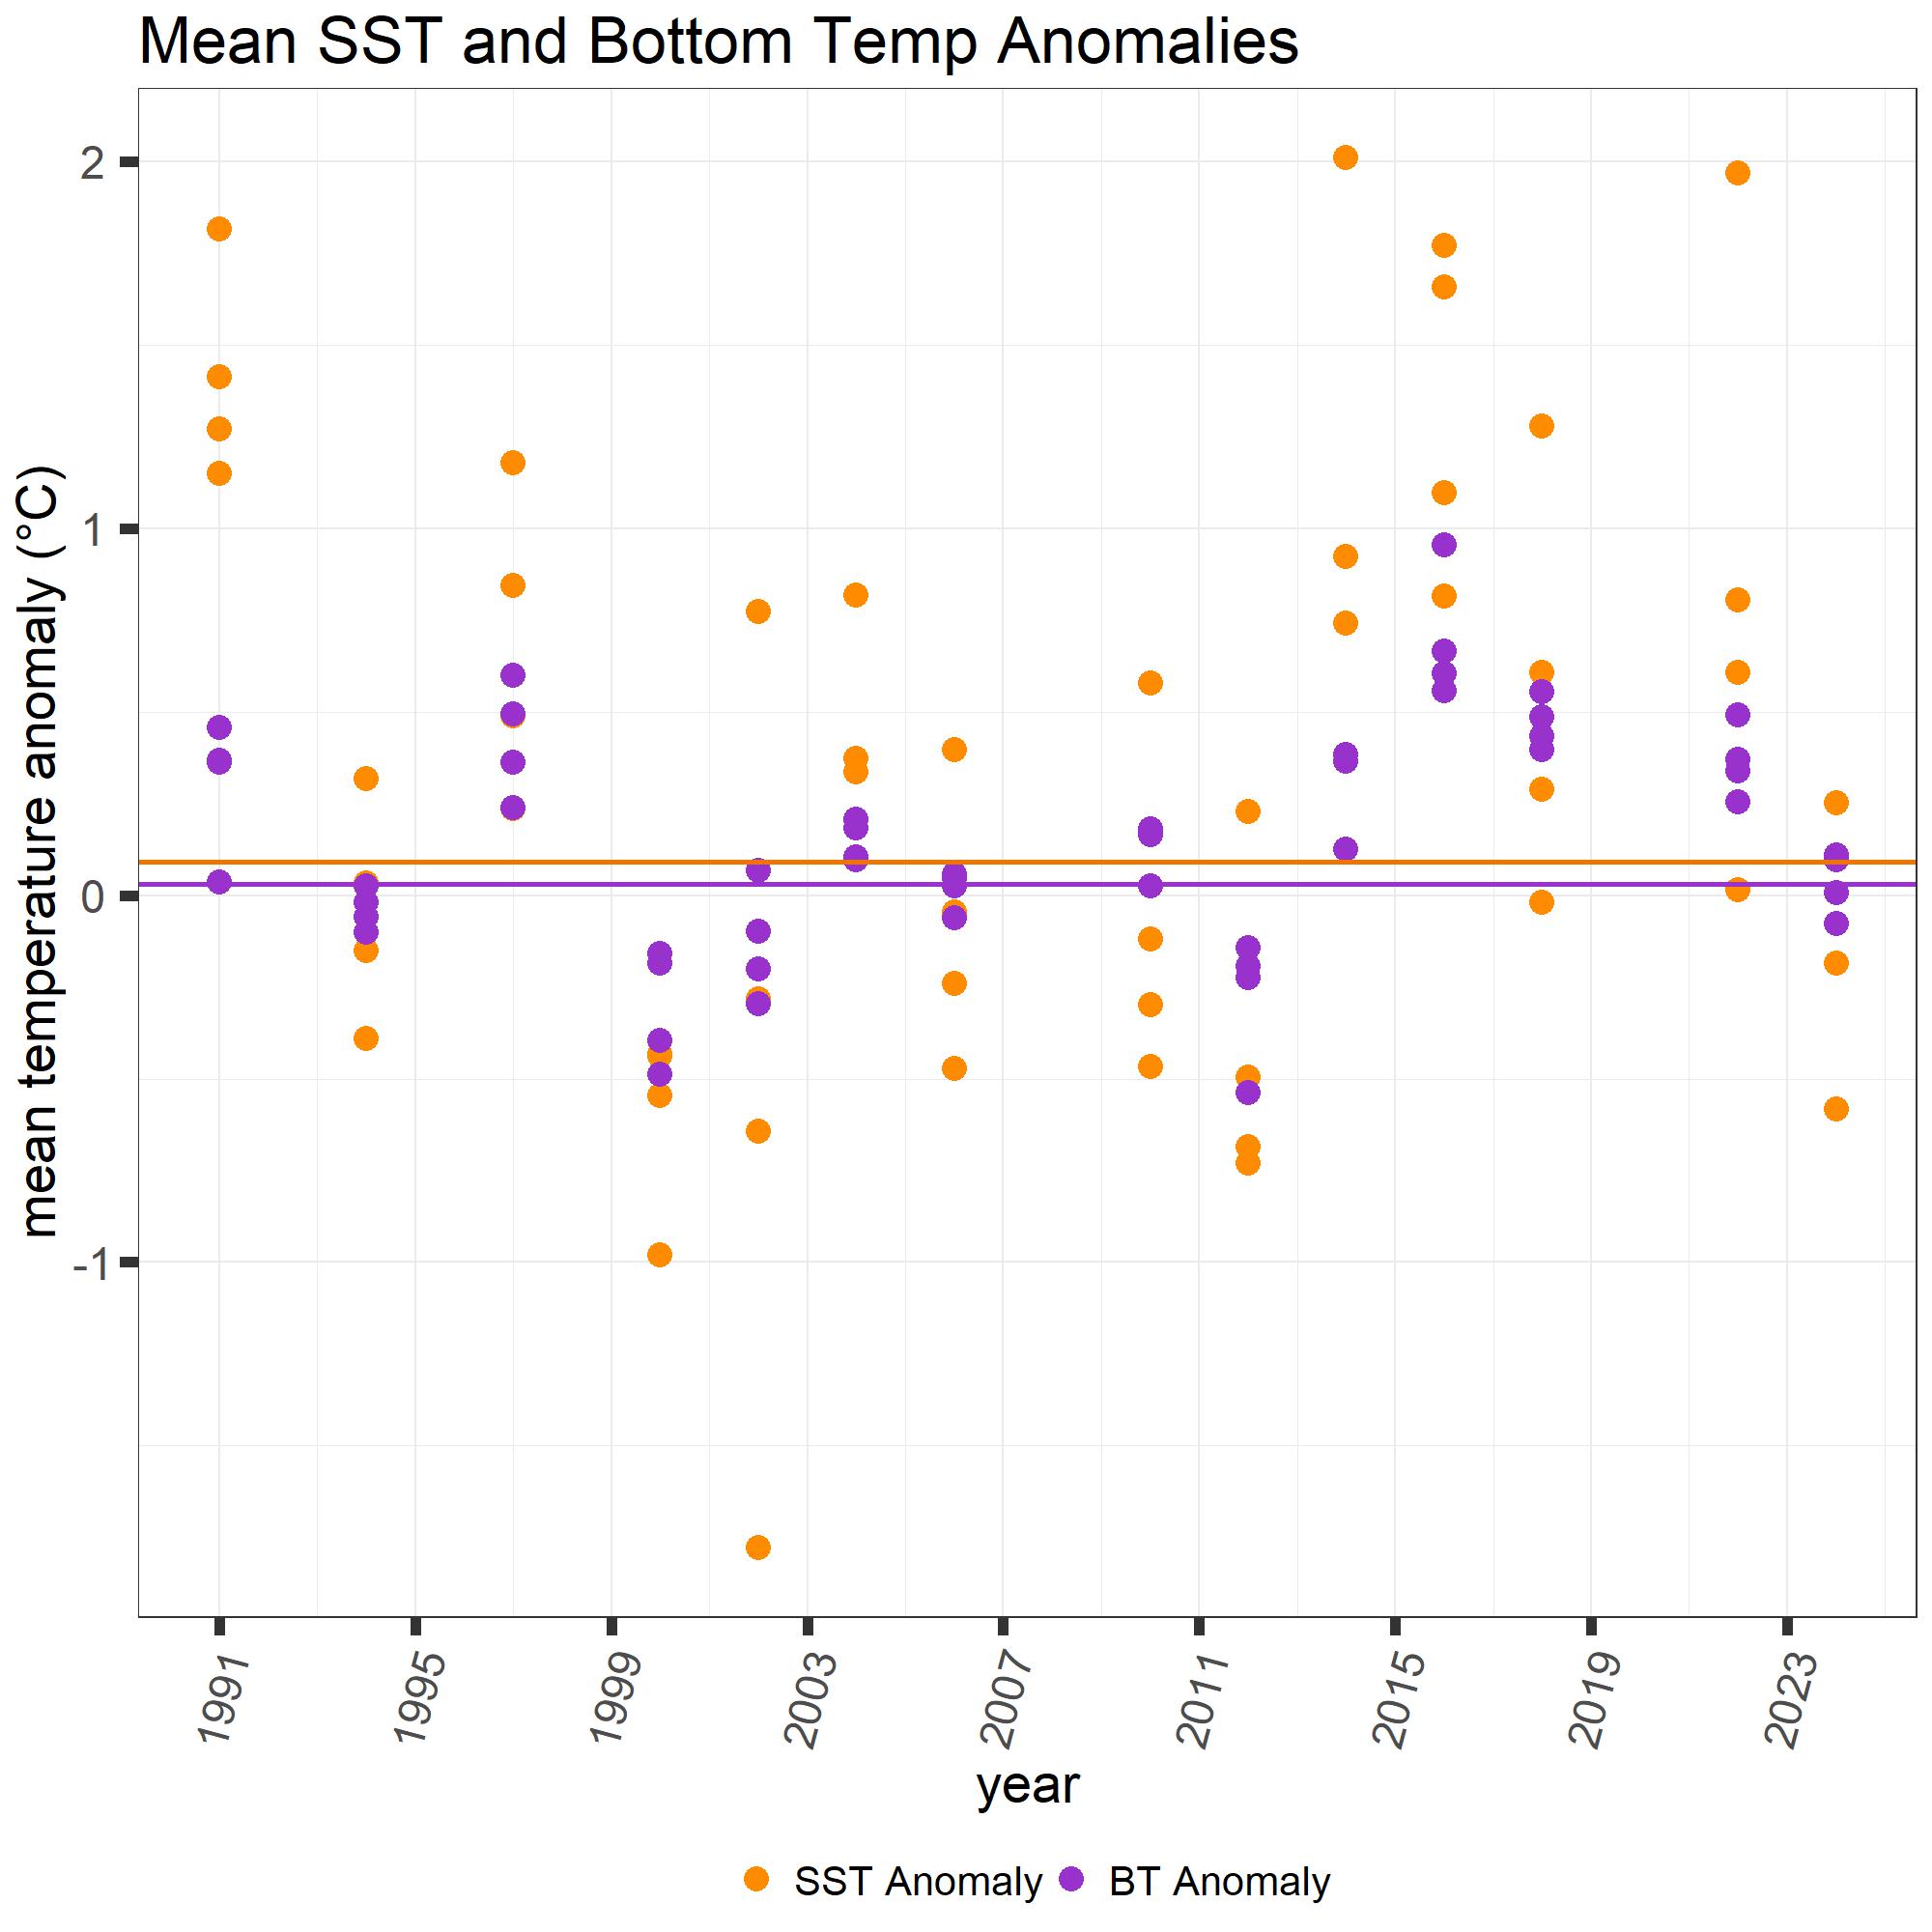 Mean SST and Bottom Temp Anomalies
mean temperature anomaly (°C)
2
1
0
-1
1991
1995
1999
2003
2007
2011
2015
2019
2023
year
SST Anomaly
BT Anomaly